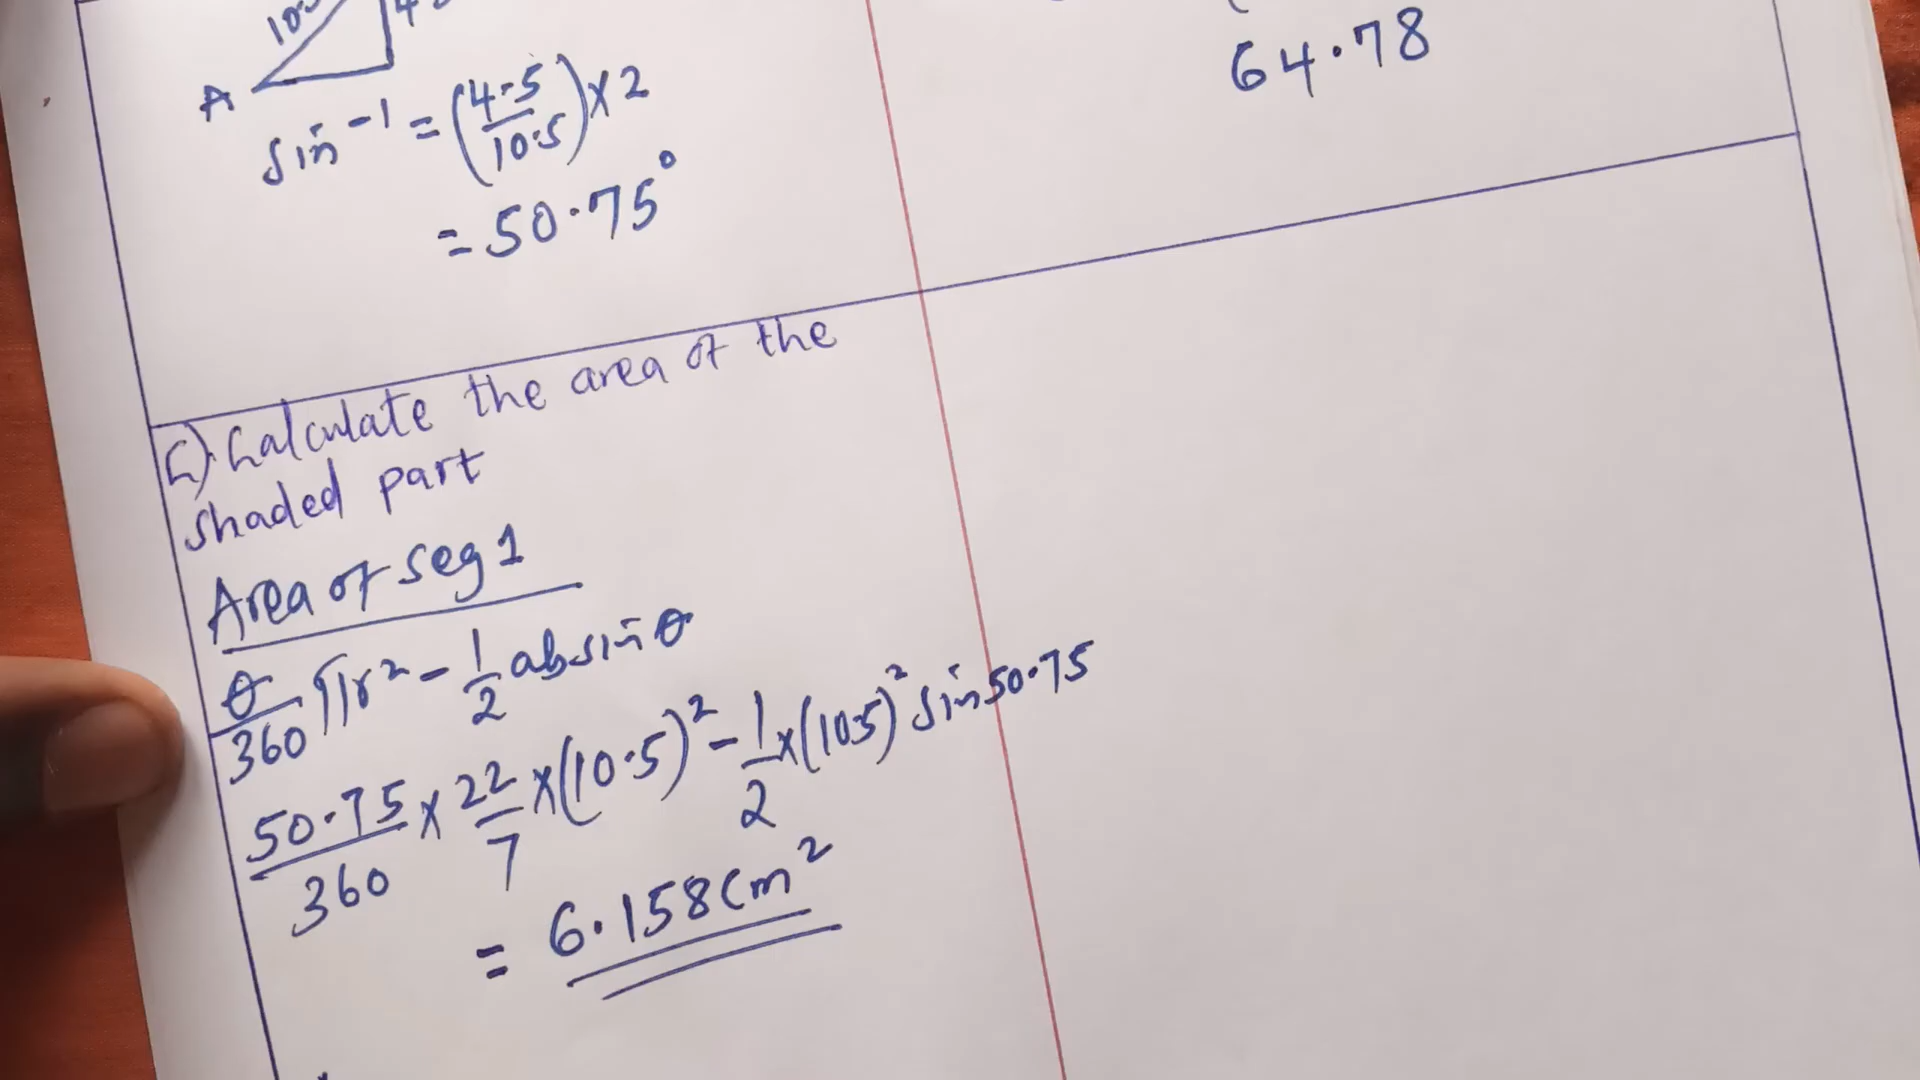 A
sin⁻¹ = (4.5/10.5) x 2
= 50.75°
64.78
C). Calculate the area of the
shaded part
Area of seg 1
θ/360 πr² - 1/2 ab sin θ
50.75/360 x 22/7 x (10.5)² - 1/2 x (10.5)² sin 50.75
= 6.158 cm²